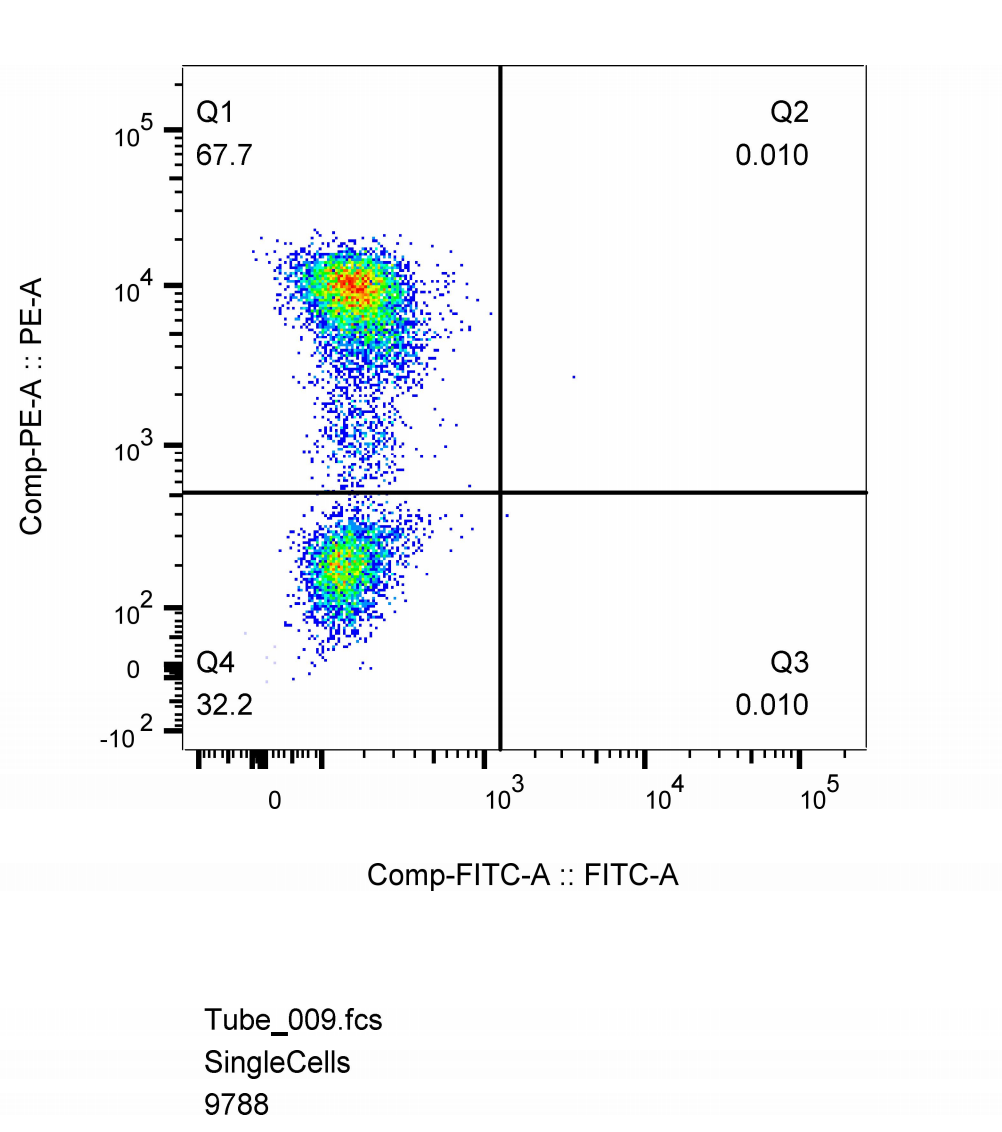 Q1
67.7
Q2
0.010
Q4
32.2
Q3
0.010
10^5
10^4
10^3
10^2
0
-10^2
Comp-PE-A :: PE-A
0
10^3
10^4
10^5
Comp-FITC-A :: FITC-A
Tube_009.fcs
SingleCells
9788